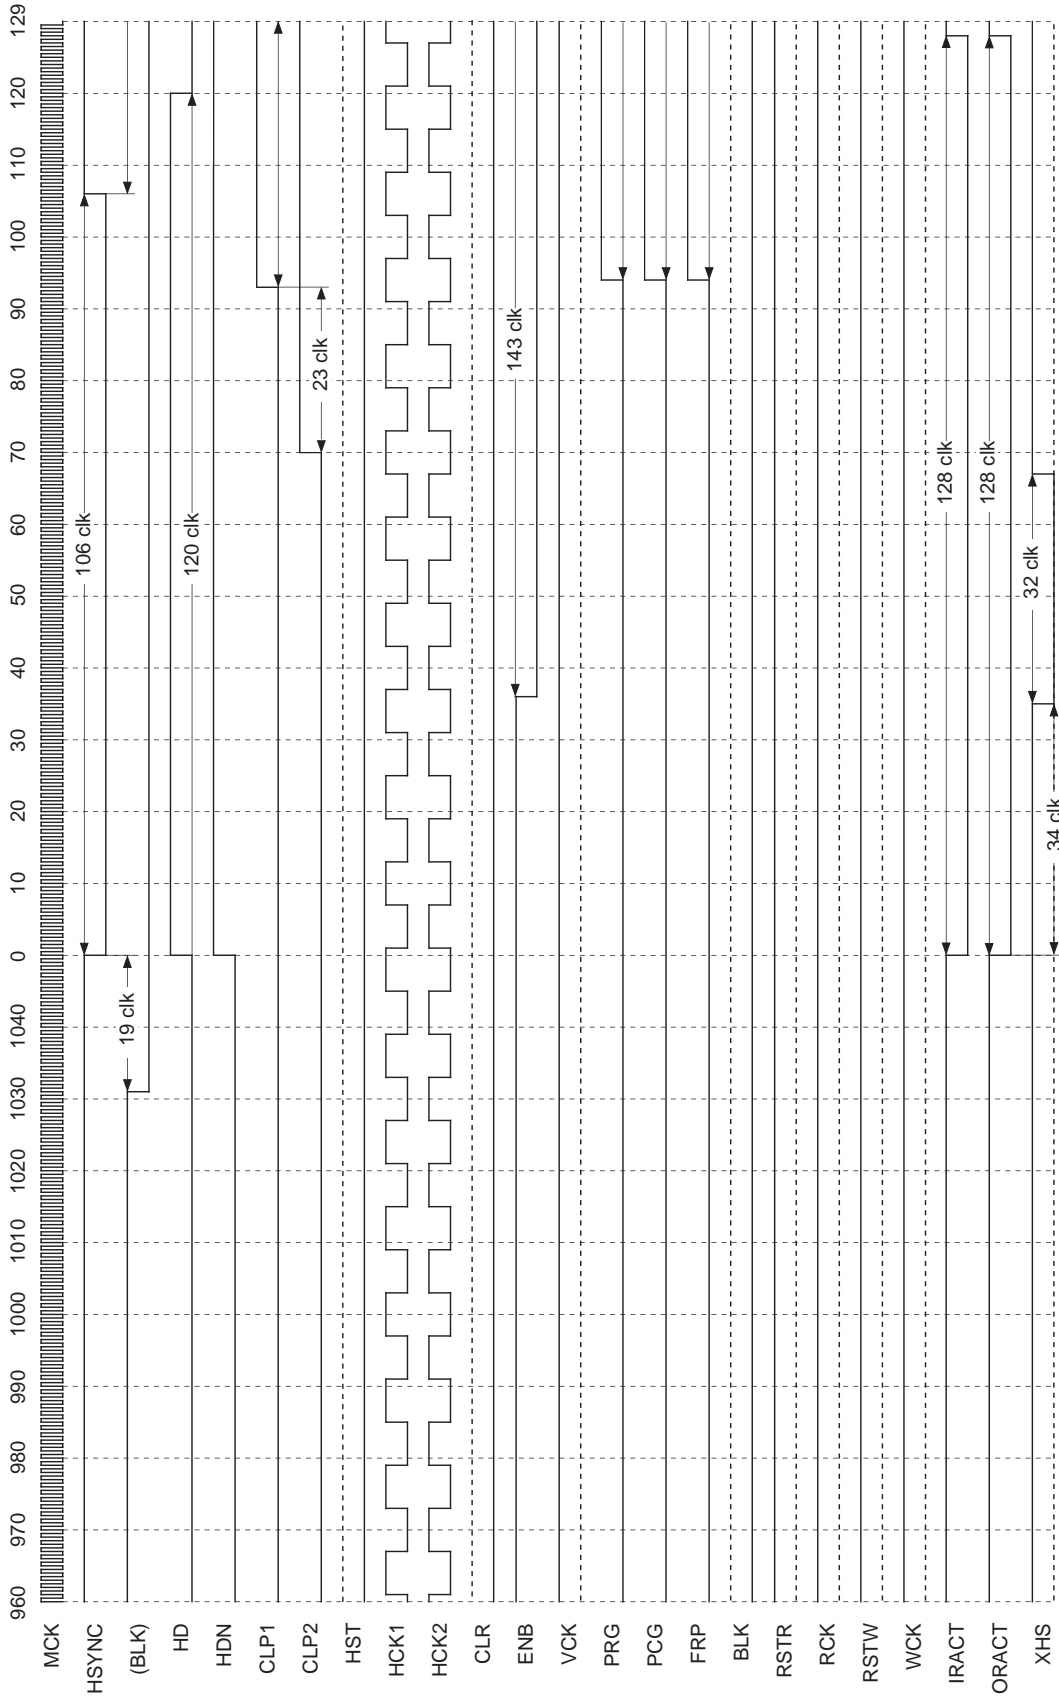 960 970 980 990 1000 1010 1020 1030 1040 0 10 20 30 40 50 60 70 80 90 100 110 120 129
MCK
HSYNC 106 clk
(BLK) 19 clk
HD 120 clk
HDN
CLP1
CLP2 23 clk
HST
HCK1
HCK2
CLR
ENB 143 clk
VCK
PRG
PCG
FRP
BLK
RSTR
RCK
RSTW
WCK
IRACT 128 clk
ORACT 128 clk
XHS 32 clk
34 clk